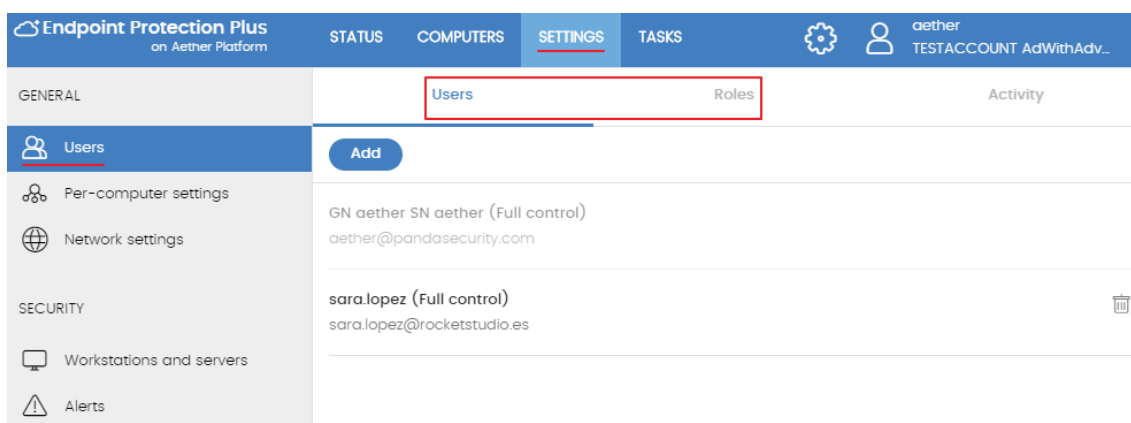 Endpoint Protection Plus
on Aether Platform
STATUS COMPUTERS SETTINGS TASKS
aether
TESTACCOUNT AdWithAdv...
GENERAL
Users Roles Activity
Users
Add
Per-computer settings
GN aether SN aether (Full control)
Network settings
aether@pandasecurity.com
SECURITY
sara.lopez (Full control)
sara.lopez@rocketstudio.es
Workstations and servers
Alerts